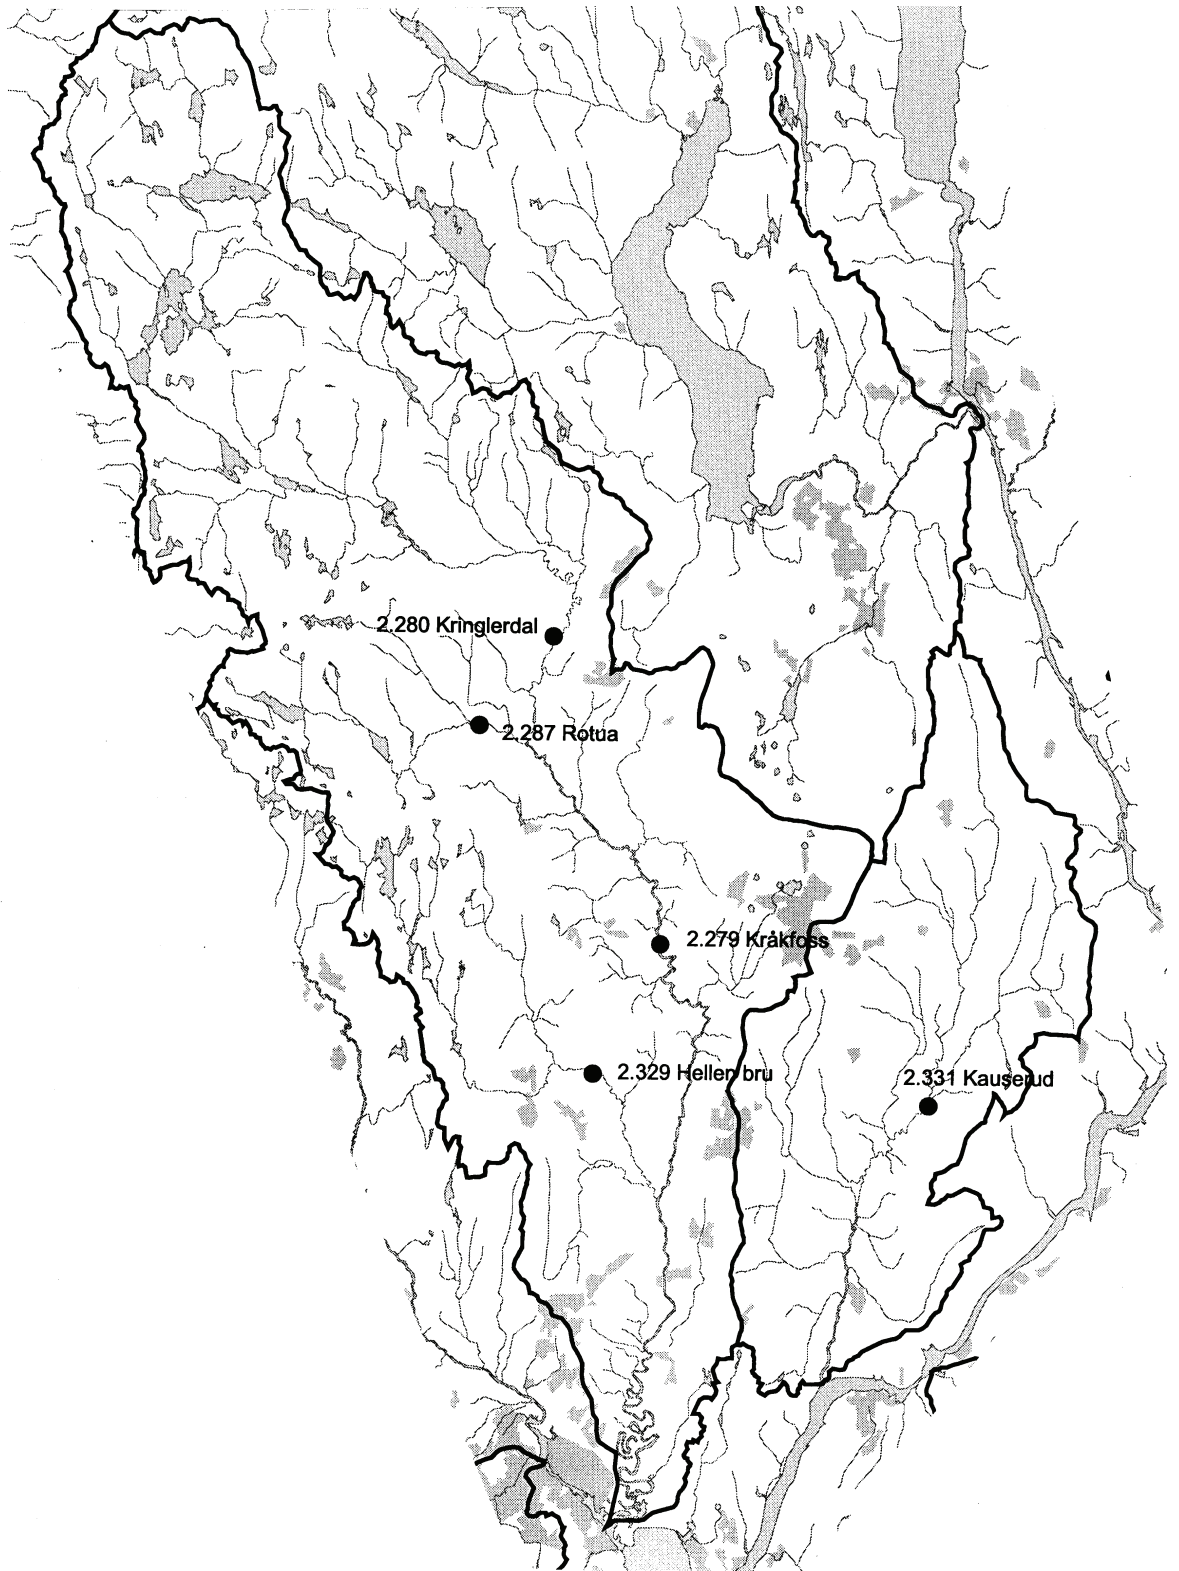 2.280 Kringlerdal
2.287 Rotua
2.279 Kråkfoss
2.329 Hellen bru
2.331 Kauserud